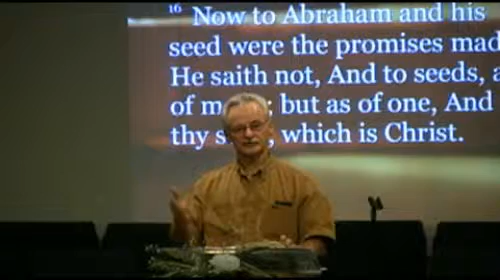 16 Now to Abraham and his
seed were the promises mad
He saith not, And to seeds, a
of m ; but as of one, And
thy s , which is Christ.